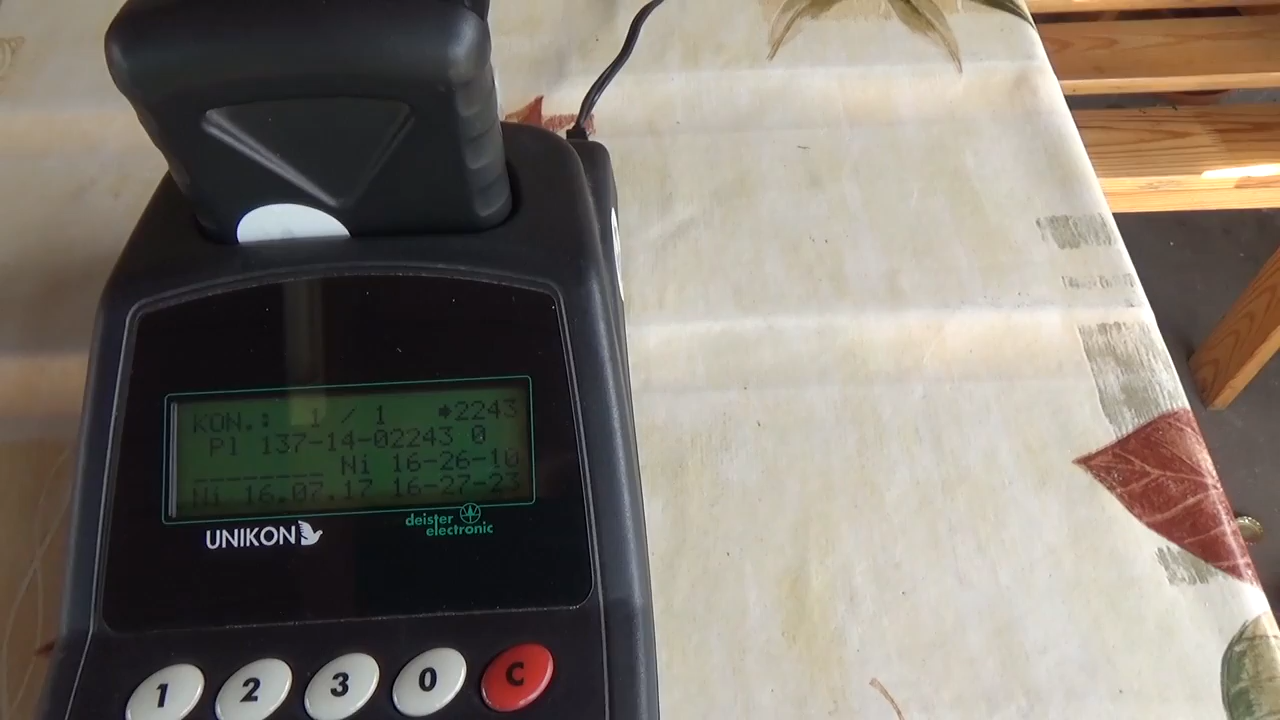 KON.: 1 / 1 →2243
Pl 137-14-02243 0
Ni 16-26-10
Ni 16.07.17 16-27-23
UNIKON
deister electronic
1 2 3 0 C